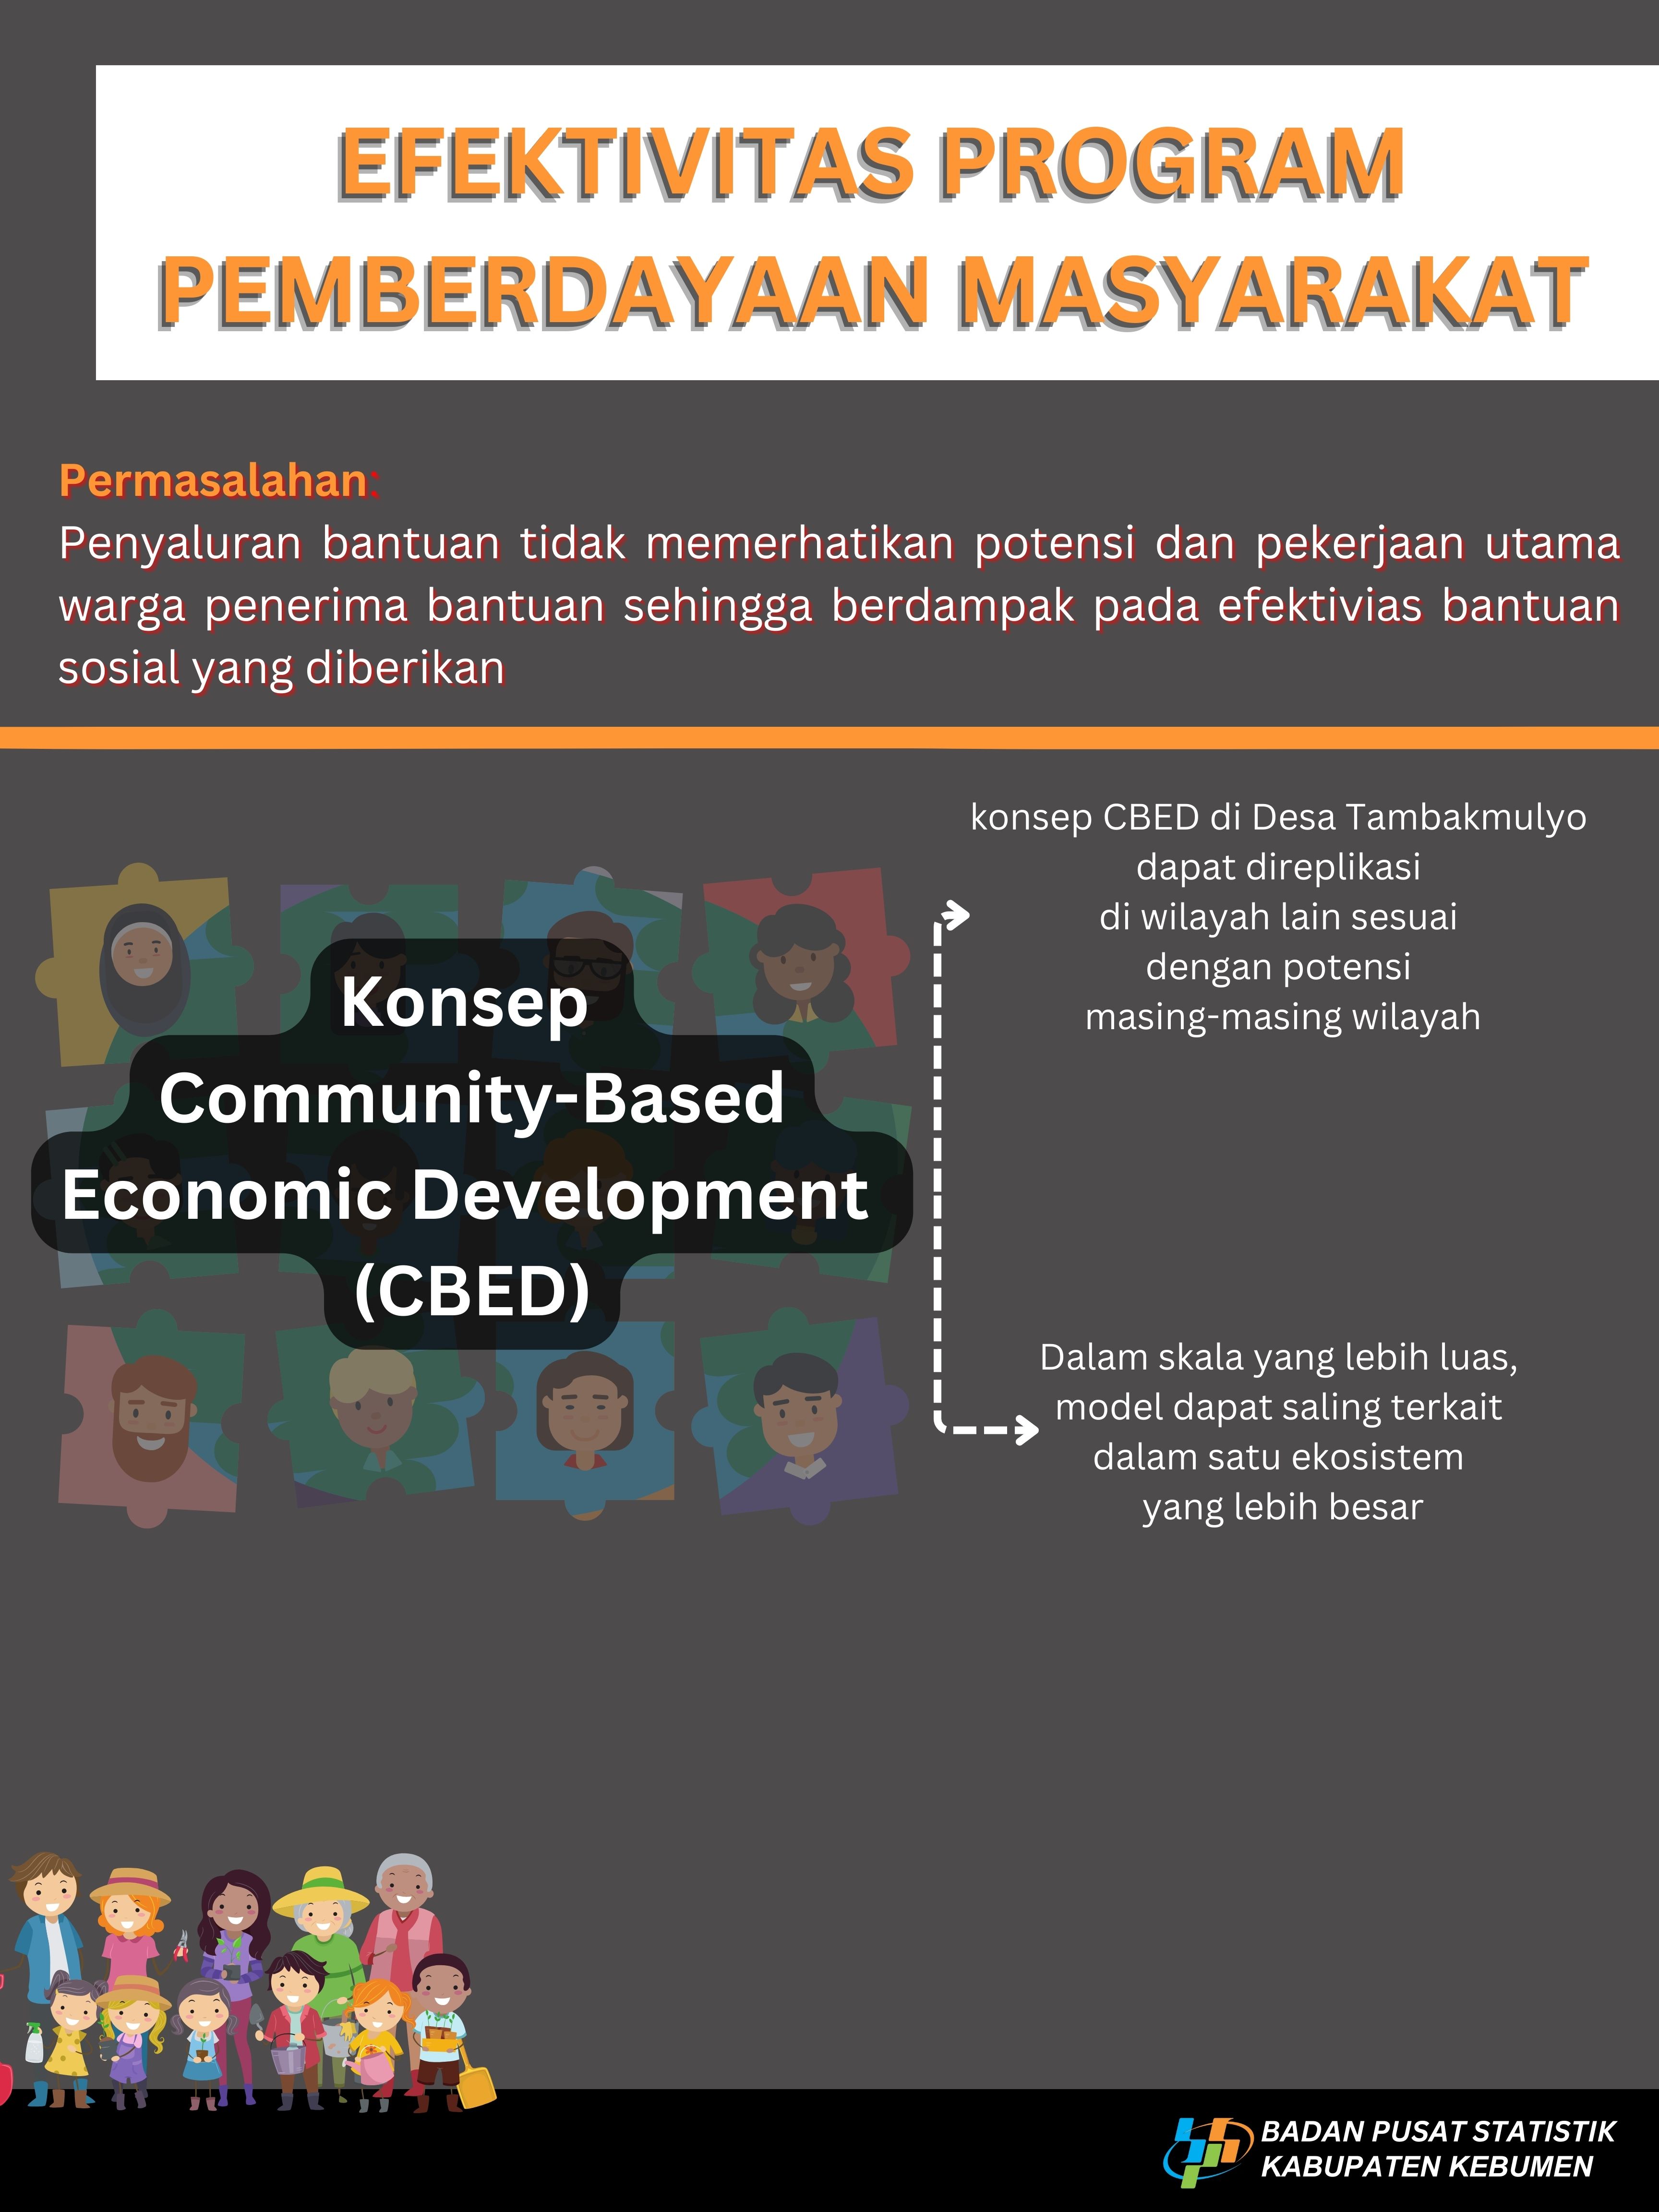 EFEKTIVITAS PROGRAM
PEMBERDAYAAN MASYARAKAT
Permasalahan:
Penyaluran bantuan tidak memerhatikan potensi dan pekerjaan utama
warga penerima bantuan sehingga berdampak pada efektivias bantuan
sosial yang diberikan
Konsep
Community-Based
Economic Development
(CBED)
konsep CBED di Desa Tambakmulyo
dapat direplikasi
di wilayah lain sesuai
dengan potensi
masing-masing wilayah
Dalam skala yang lebih luas,
model dapat saling terkait
dalam satu ekosistem
yang lebih besar
BADAN PUSAT STATISTIK
KABUPATEN KEBUMEN